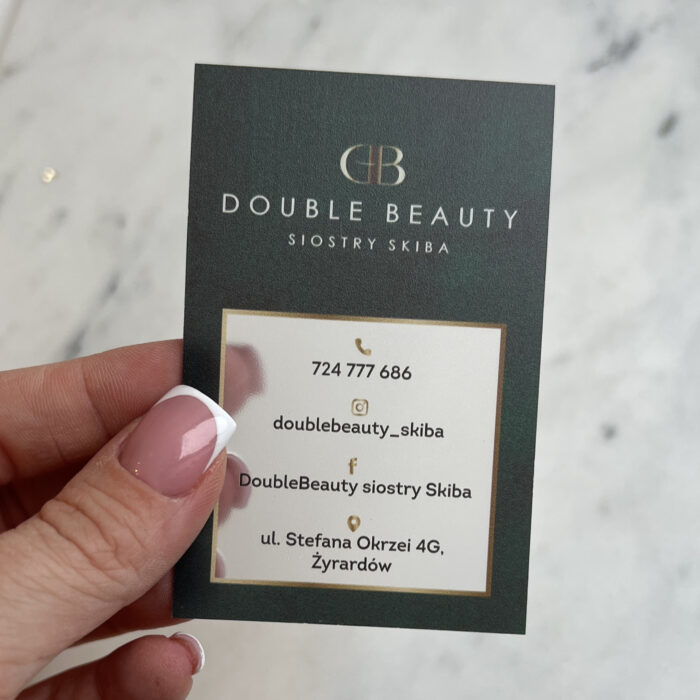 DB
DOUBLE BEAUTY
SIOSTRY SKIBA
724 777 686
doublebeauty_skiba
f
DoubleBeauty siostry Skiba
ul. Stefana Okrzei 4G,
Żyrardów